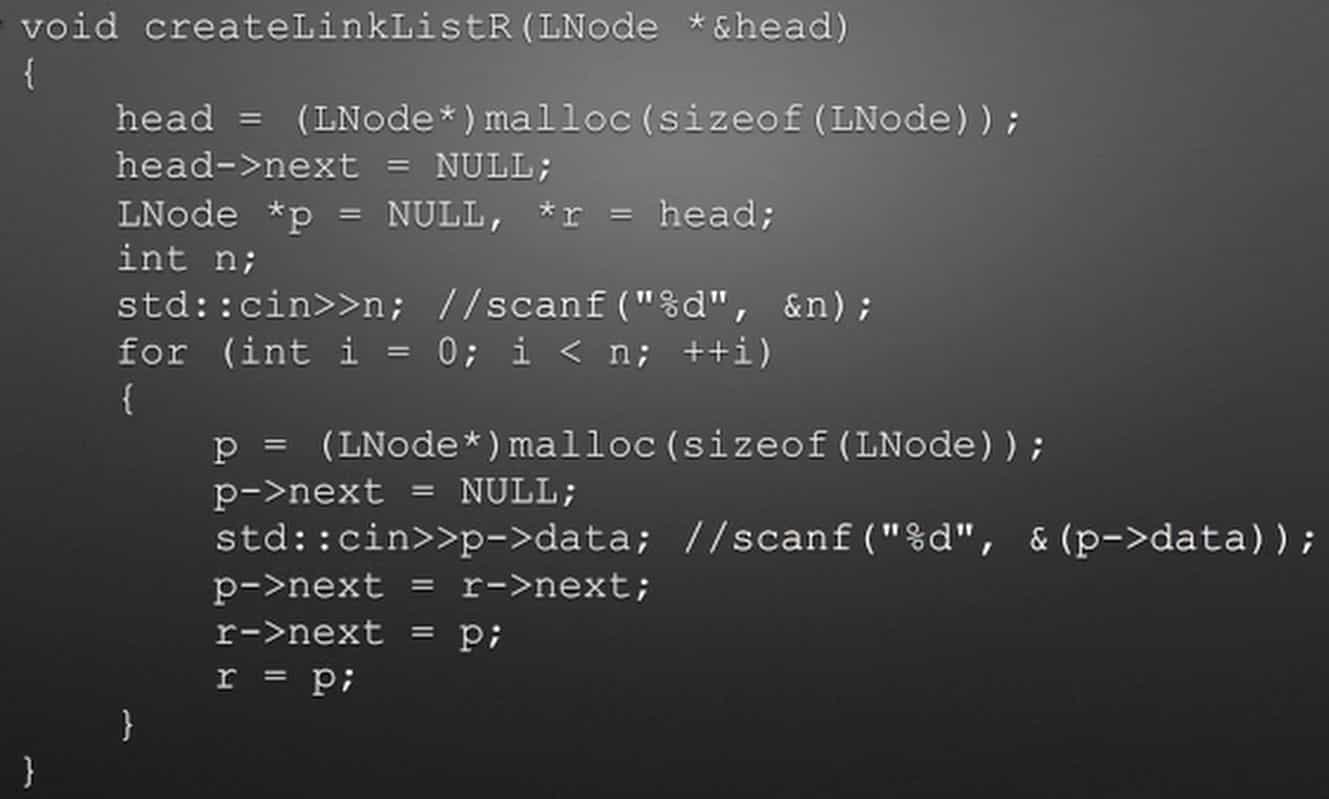 void createLinkListR(LNode *&head)
{
    head = (LNode*)malloc(sizeof(LNode));
    head->next = NULL;
    LNode *p = NULL, *r = head;
    int n;
    std::cin>>n; //scanf("%d", &n);
    for (int i = 0; i < n; ++i)
    {
        p = (LNode*)malloc(sizeof(LNode));
        p->next = NULL;
        std::cin>>p->data; //scanf("%d", &(p->data));
        p->next = r->next;
        r->next = p;
        r = p;
    }
}